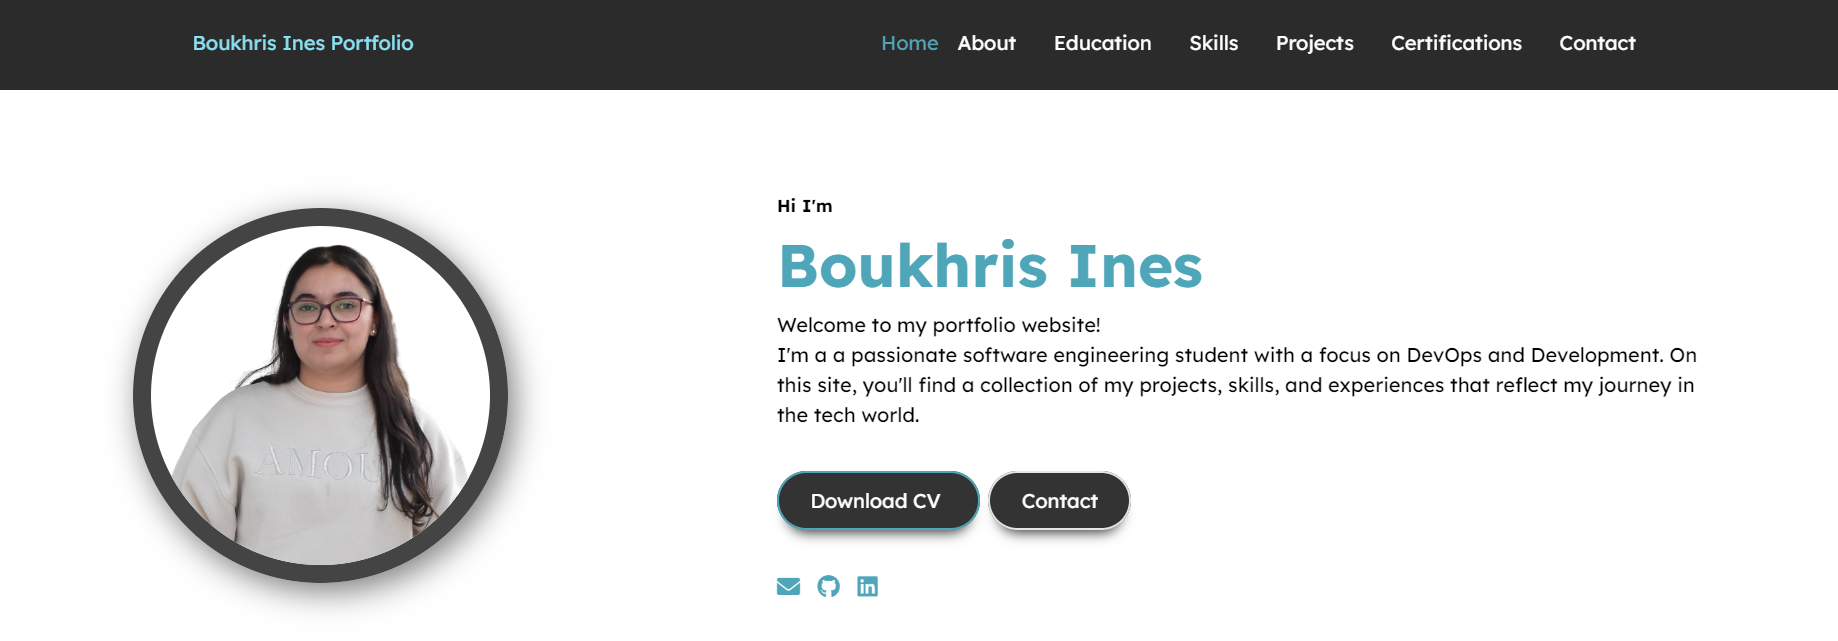 Boukhris Ines Portfolio
Home About Education Skills Projects Certifications Contact
Hi I'm
Boukhris Ines
Welcome to my portfolio website!
I'm a a passionate software engineering student with a focus on DevOps and Development. On
this site, you'll find a collection of my projects, skills, and experiences that reflect my journey in
the tech world.
AMOU
Download CV
Contact